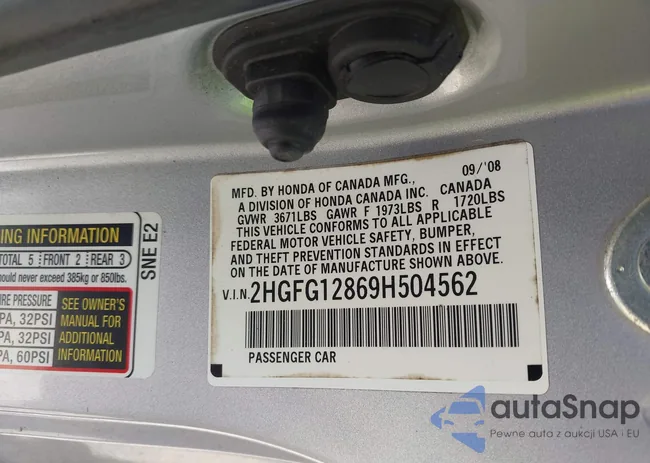 09/'08
MFD. BY HONDA OF CANADA MFG.,
A DIVISION OF HONDA CANADA INC. CANADA
GVWR 3671LBS GAWR F 1973LBS R 1720LBS
THIS VEHICLE CONFORMS TO ALL APPLICABLE
FEDERAL MOTOR VEHICLE SAFETY, BUMPER,
AND THEFT PREVENTION STANDARDS IN EFFECT
ON THE DATE OF MANUFACTURE SHOWN ABOVE.
V.I.N. 2HGFG12869H504562
PASSENGER CAR
ING INFORMATION
TOTAL 5 FRONT 2 REAR 3
should never exceed 385kg or 850lbs.
PRESSURE
PA, 32PSI
PA, 32PSI
PA, 60PSI
SEE OWNER'S
MANUAL FOR
ADDITIONAL
INFORMATION
SNE E2
autaSnap
Pewne auta z aukcji USA i EU